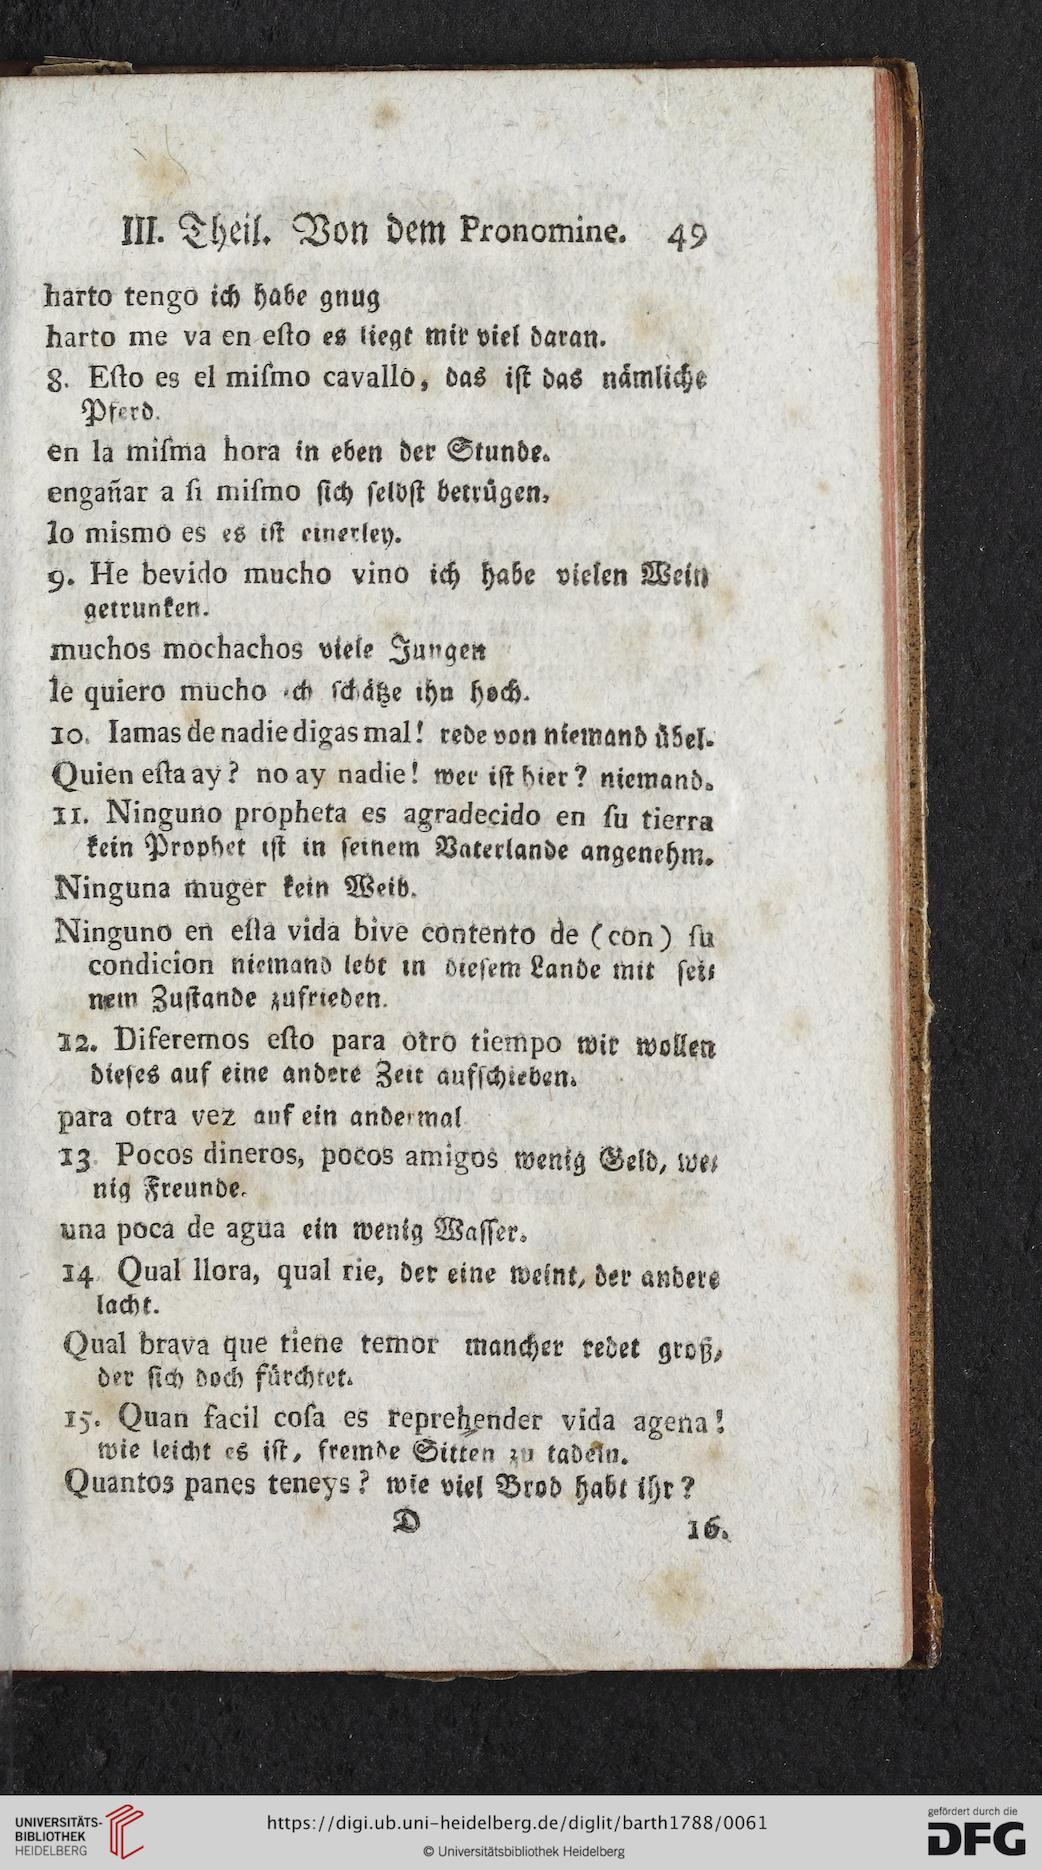 III. Theil. Von dem Pronomine. 49
harto tengo ich habe gnug
harto me va en eſto es liegt mir viel daran.
8. Eſto es el miſmo cavallo, das iſt das nämliche
Pferd.
en la miſma hora in eben der Stunde.
engañar a ſi miſmo ſich ſelbſt betrügen.
lo mismo es es iſt einerley.
9. He bevido mucho vino ich habe vielen Wein
getrunken.
muchos mochachos viele Jungen
le quiero mucho ich ſchätze ihn hoch.
10. Iamas de nadie digas mal! rede von niemand übel.
Quien eſta ay? no ay nadie! wer iſt hier? niemand.
11. Ninguno propheta es agradecido en ſu tierra
kein Prophet iſt in ſeinem Vaterlande angenehm.
Ninguna muger kein Weib.
Ninguno en eſta vida bive contento de (con) ſu
condicion niemand lebt in dieſem Lande mit ſei⸗
nem Zuſtande zufrieden.
12. Diferemos eſto para otro tiempo wir wollen
dieſes auf eine andere Zeit aufſchieben.
para otra vez auf ein andermal
13. Pocos dineros, pocos amigos wenig Geld, we⸗
nig Freunde.
una poca de agua ein wenig Waſſer.
14. Qual llora, qual rie, der eine weint, der andere
lacht.
Qual brava que tiene temor mancher redet groß,
der ſich doch fürchtet.
15. Quan facil coſa es reprehender vida agena!
wie leicht es iſt, fremde Sitten zu tadeln.
Quantos panes teneys? wie viel Brod habt ihr?
D 16.
UNIVERSITÄTS-
BIBLIOTHEK
HEIDELBERG
https://digi.ub.uni-heidelberg.de/diglit/barth1788/0061
© Universitätsbibliothek Heidelberg
gefördert durch die
DFG